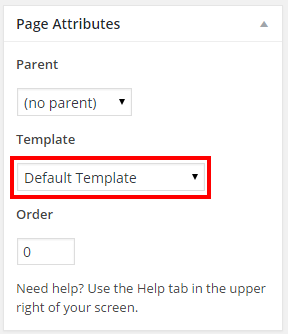 Page Attributes
Parent
(no parent)
Template
Default Template
Order
0
Need help? Use the Help tab in the upper
right of your screen.